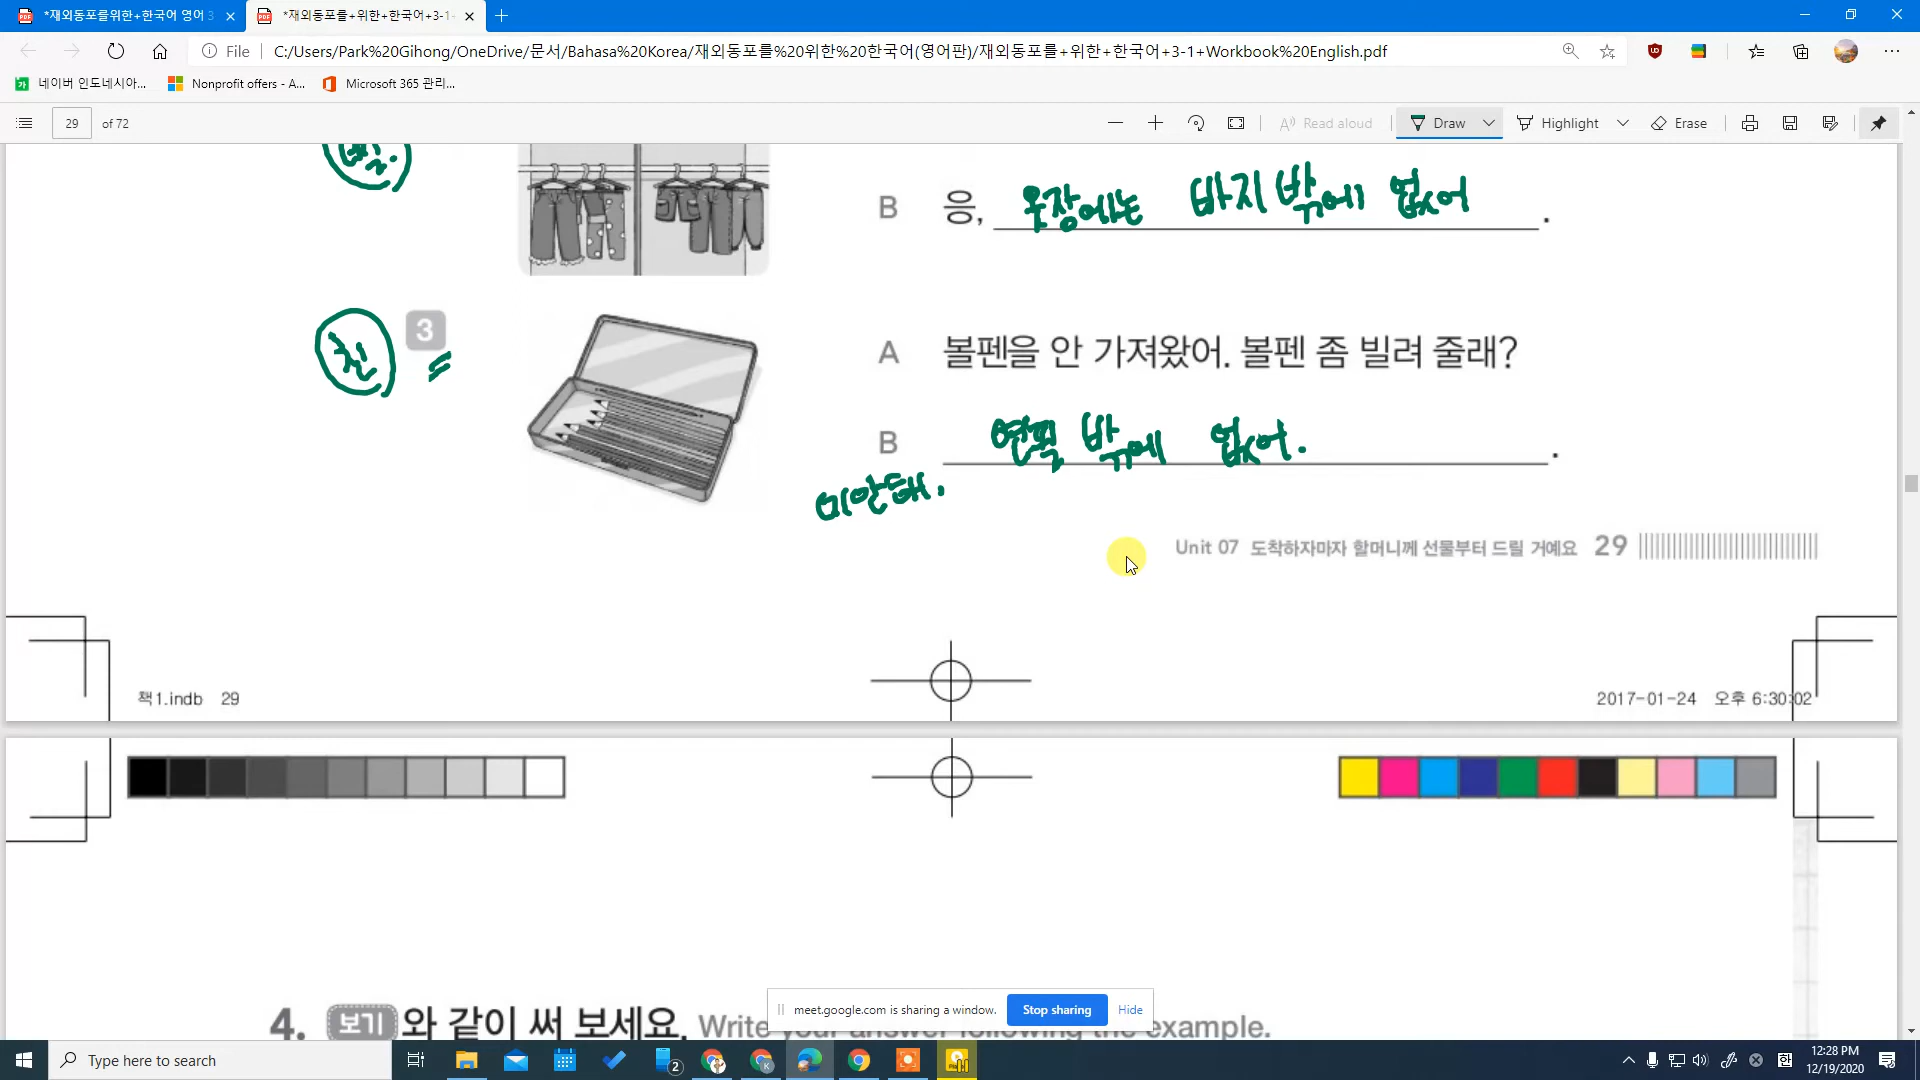 *재외동포를위한+한국어 영어 3
*재외동포를+위한+한국어+3-1-
File
C:/Users/Park%20Gihong/OneDrive/문서/Bahasa%20Korea/재외동포를%20위한%20한국어(영어판)/재외동포를+위한+한국어+3-1+Workbook%20English.pdf
네이버 인도네시아... Nonprofit offers - A... Microsoft 365 관리...
29 of 72 Read aloud Draw Highlight Erase
B 응, 옷장에는 바지 밖에 없어.
친 3
A 볼펜을 안 가져왔어. 볼펜 좀 빌려 줄래?
B 연필 밖에 없어.
미안해.
Unit 07 도착하자마자 할머니께 선물부터 드릴 거예요 29
책1.indb 29
2017-01-24 오후 6:30:02
4. 보기 와 같이 써 보세요. Write your answer following the example.
meet.google.com is sharing a window. Stop sharing Hide
Type here to search
2
한
12:28 PM
12/19/2020